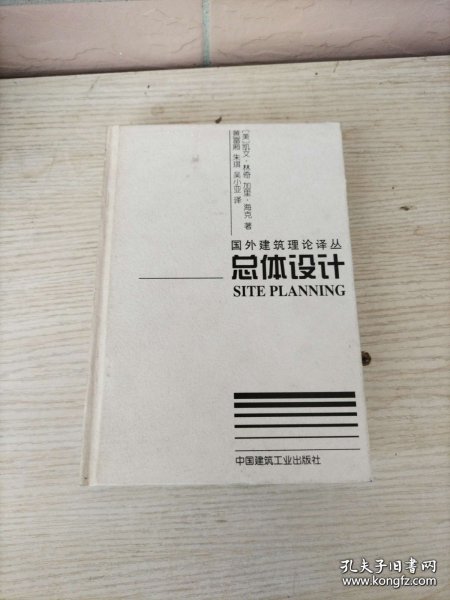 [美]凯文·林奇 加里·海克 著
黄富厢 朱琪 吴小亚 译
国外建筑理论译丛
总体设计
SITE PLANNING
中国建筑工业出版社
孔夫子旧书网
www.kongfz.com